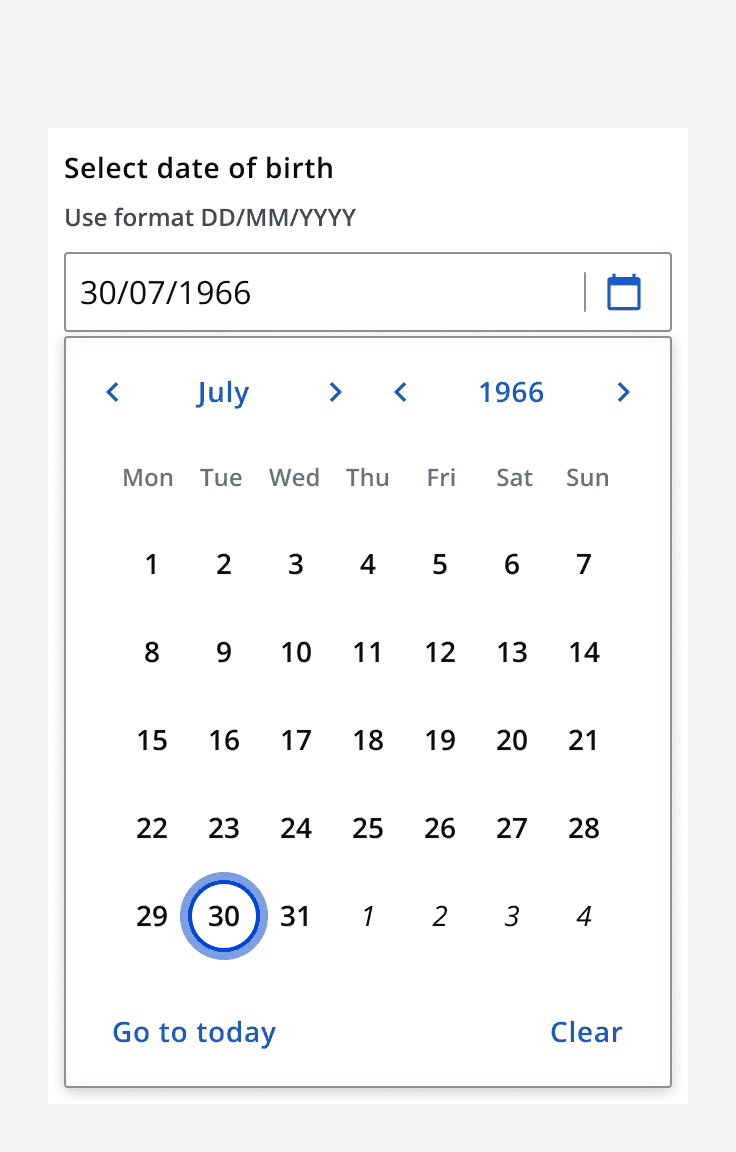 Select date of birth
Use format DD/MM/YYYY
30/07/1966
July 1966
Mon Tue Wed Thu Fri Sat Sun
1 2 3 4 5 6 7
8 9 10 11 12 13 14
15 16 17 18 19 20 21
22 23 24 25 26 27 28
29 30 31 1 2 3 4
Go to today Clear